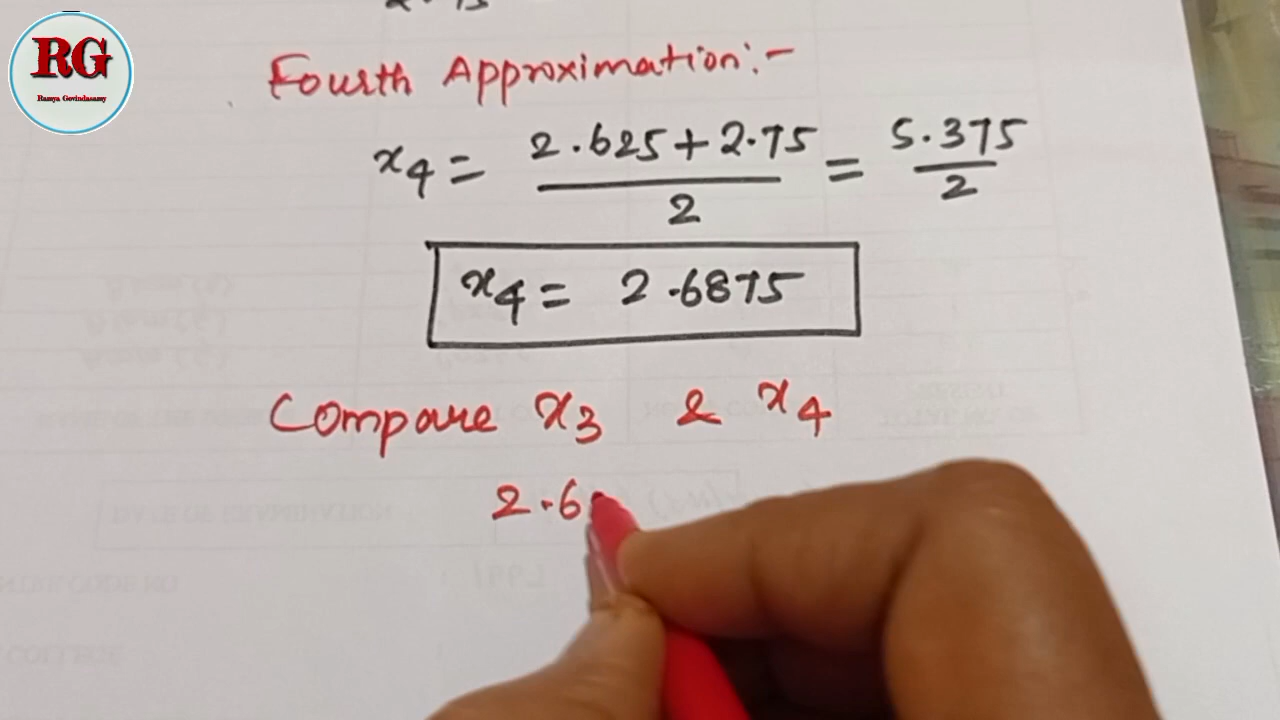 RG
Ramya Govindasamy
Fourth Approximation:-
x4 = 2.625+2.75 / 2 = 5.375 / 2
x4 = 2.6875
Compare x3 & x4
2.6